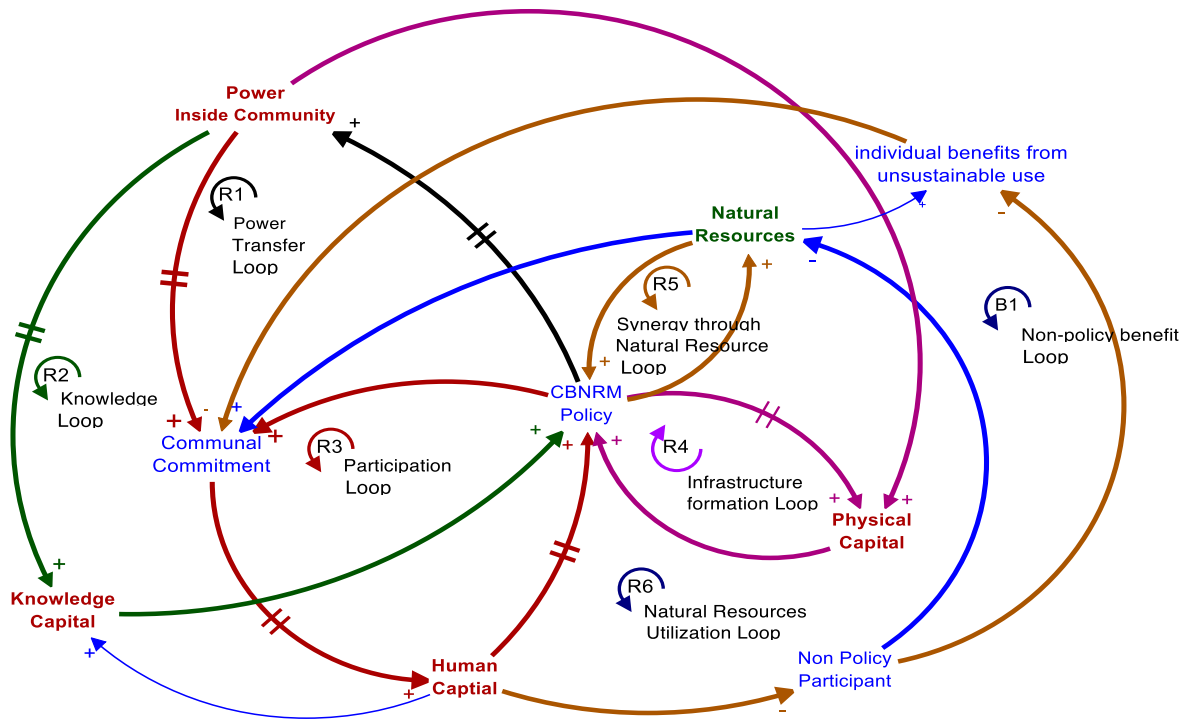 Power
Inside Community
+
individual benefits from
unsustainable use
R1
Power
Transfer
Loop
Natural
Resources
+
-
+
-
R5
Synergy through
Natural Resource
Loop
B1
Non-policy benefit
Loop
+
R2
Knowledge
Loop
CBNRM
Policy
+
-
+
+
Communal
Commitment
R3
Participation
Loop
+
+
+
R4
Infrastructure
formation Loop
+
+
Physical
Capital
+
Knowledge
Capital
R6
Natural Resources
Utilization Loop
+
Human
Captial
+
Non Policy
Participant
-